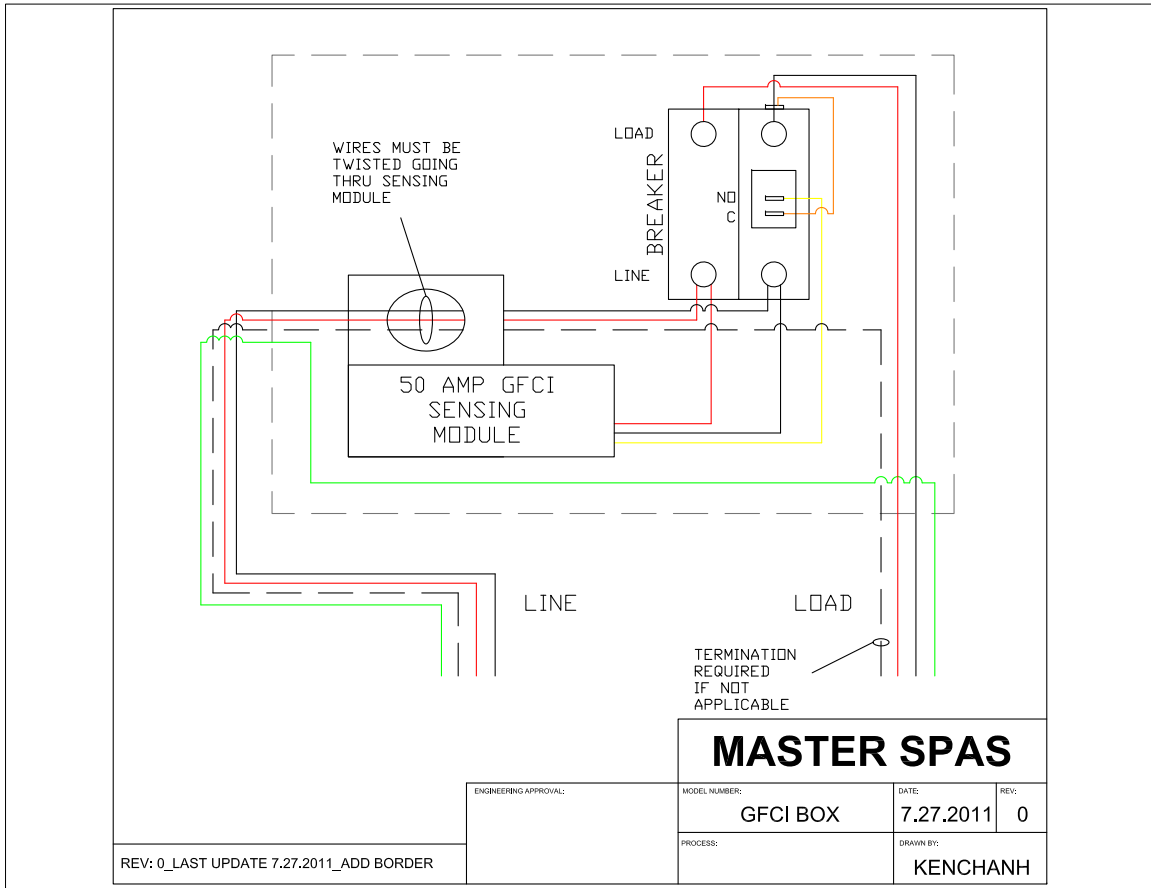 WIRES MUST BE
TWISTED GOING
THRU SENSING
MODULE
LOAD
BREAKER
NO
C
LINE
50 AMP GFCI
SENSING
MODULE
LINE
LOAD
TERMINATION
REQUIRED
IF NOT
APPLICABLE
MASTER SPAS
ENGINEERING APPROVAL:
MODEL NUMBER:
GFCI BOX
DATE:
7.27.2011
REV:
0
PROCESS:
DRAWN BY:
KENCHANH
REV: 0_LAST UPDATE 7.27.2011_ADD BORDER